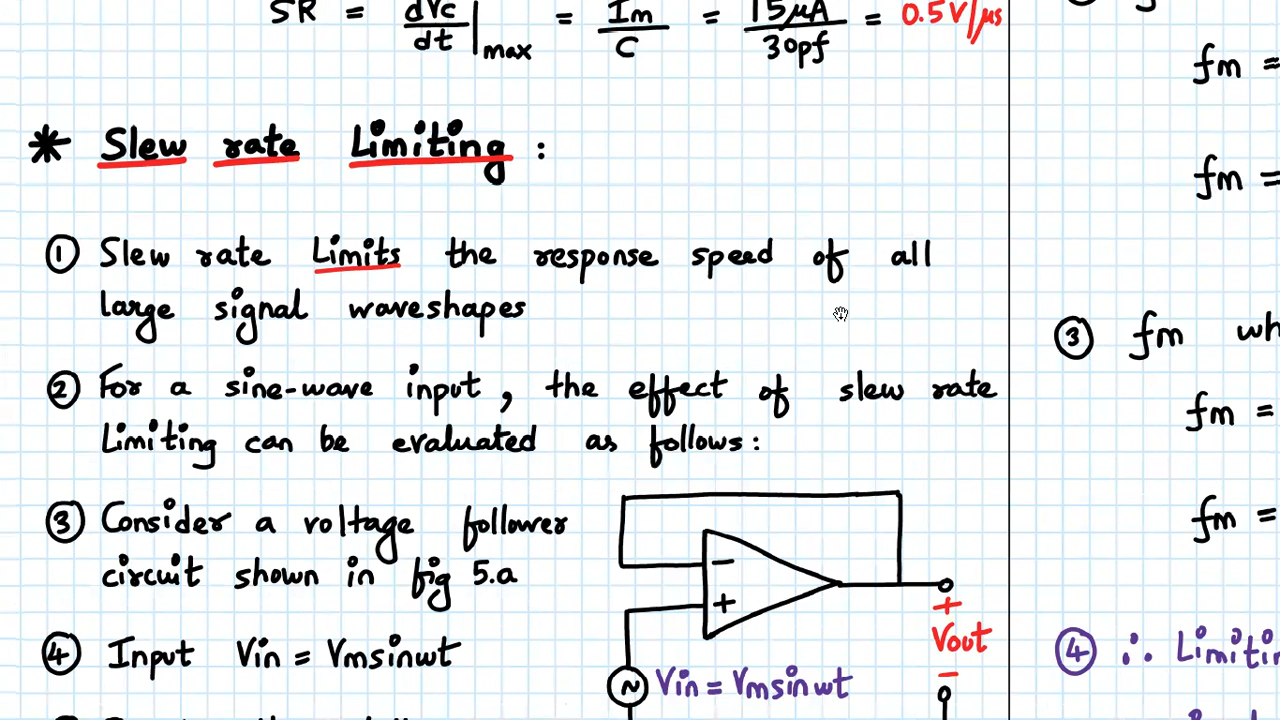 SR = dVc/dt|max = Im/C = 15μA/30pf = 0.5V/μs
* Slew rate Limiting :
① Slew rate Limits the response speed of all
large signal waveshapes
② For a sine-wave input, the effect of slew rate
Limiting can be evaluated as follows:
③ Consider a voltage follower
circuit shown in fig 5.a
④ Input Vin = Vmsinwt
−
+
+
Vout
−
~ Vin = Vmsinwt
fm =
fm =
③ fm
fm =
fm =
④ ∴